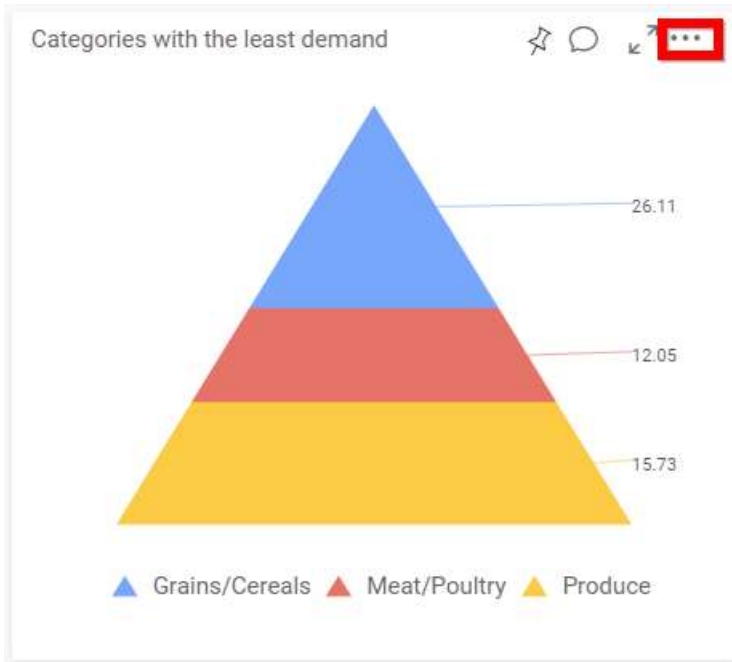 Categories with the least demand
26.11
12.05
15.73
Grains/Cereals Meat/Poultry Produce